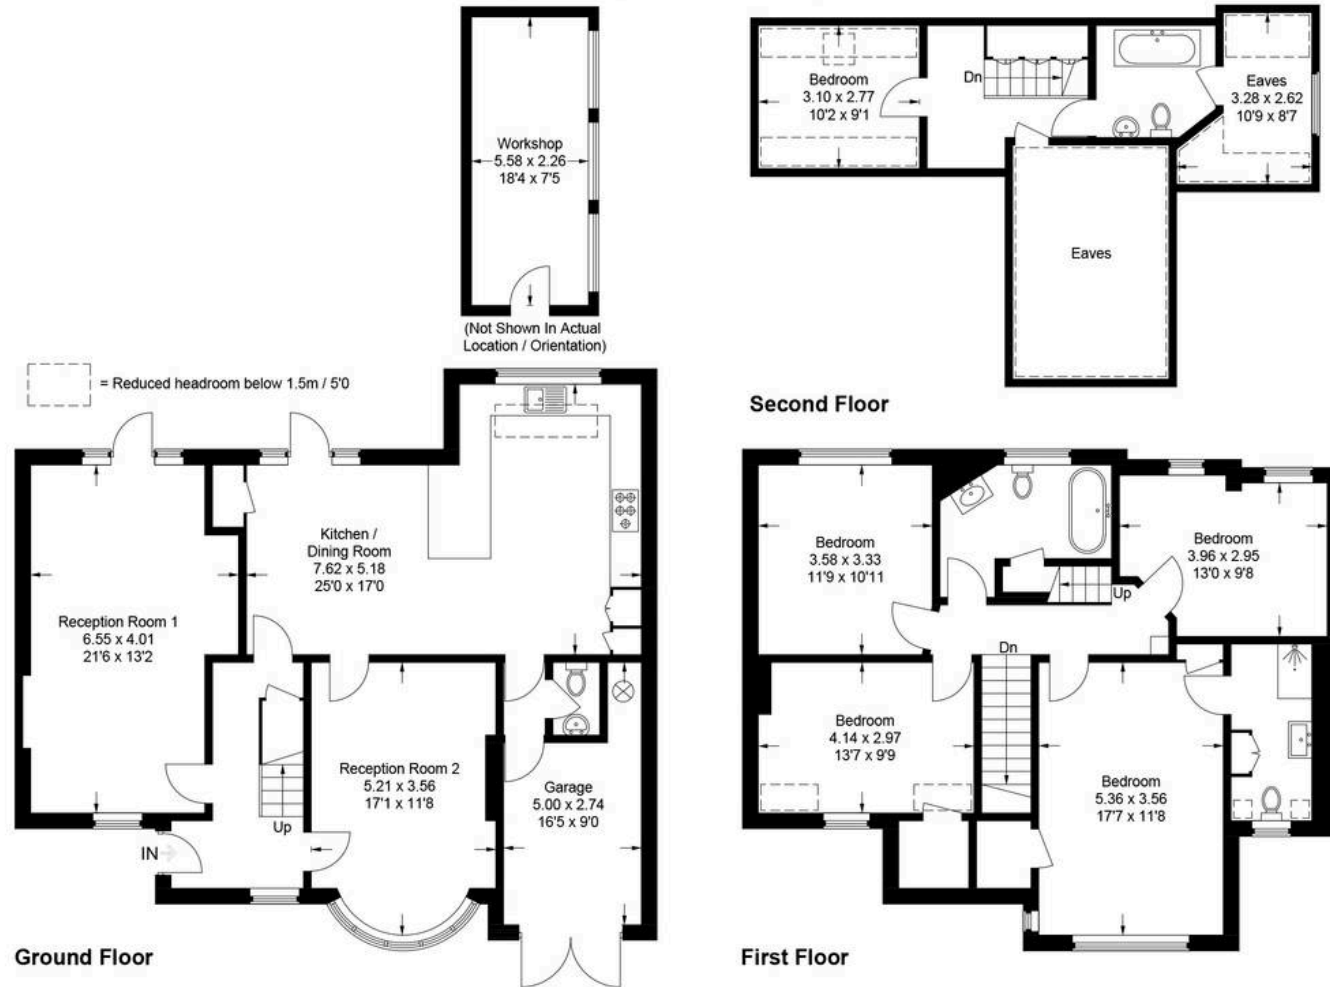 Workshop
5.58 x 2.26
18'4 x 7'5
(Not Shown In Actual
Location / Orientation)
= Reduced headroom below 1.5m / 5'0
Kitchen /
Dining Room
7.62 x 5.18
25'0 x 17'0
Reception Room 1
6.55 x 4.01
21'6 x 13'2
Reception Room 2
5.21 x 3.56
17'1 x 11'8
Garage
5.00 x 2.74
16'5 x 9'0
Up
IN
Ground Floor
Bedroom
3.10 x 2.77
10'2 x 9'1
Dn
Eaves
3.28 x 2.62
10'9 x 8'7
Eaves
Second Floor
Bedroom
3.58 x 3.33
11'9 x 10'11
Bedroom
3.96 x 2.95
13'0 x 9'8
Up
Dn
Bedroom
4.14 x 2.97
13'7 x 9'9
Bedroom
5.36 x 3.56
17'7 x 11'8
First Floor